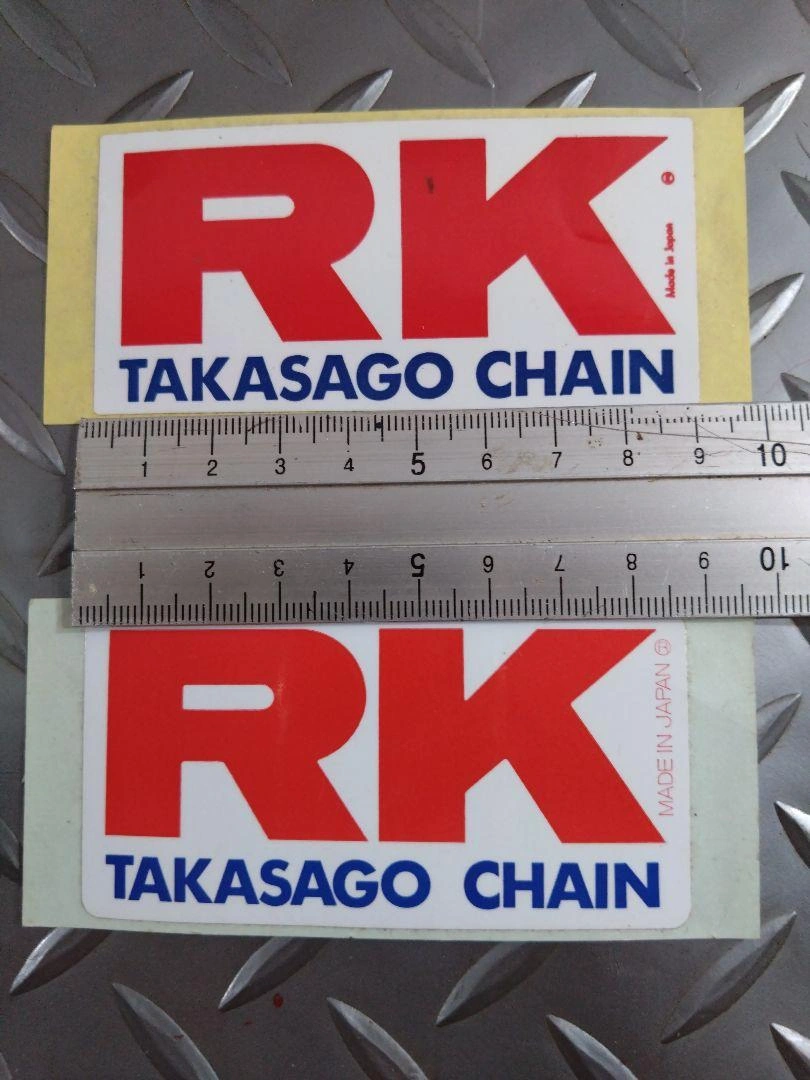 RK
Made in Japan
TAKASAGO CHAIN
1 2 3 4 5 6 7 8 9 10
1 2 3 4 5 6 7 8 9 10
RK
MADE IN JAPAN
TAKASAGO CHAIN